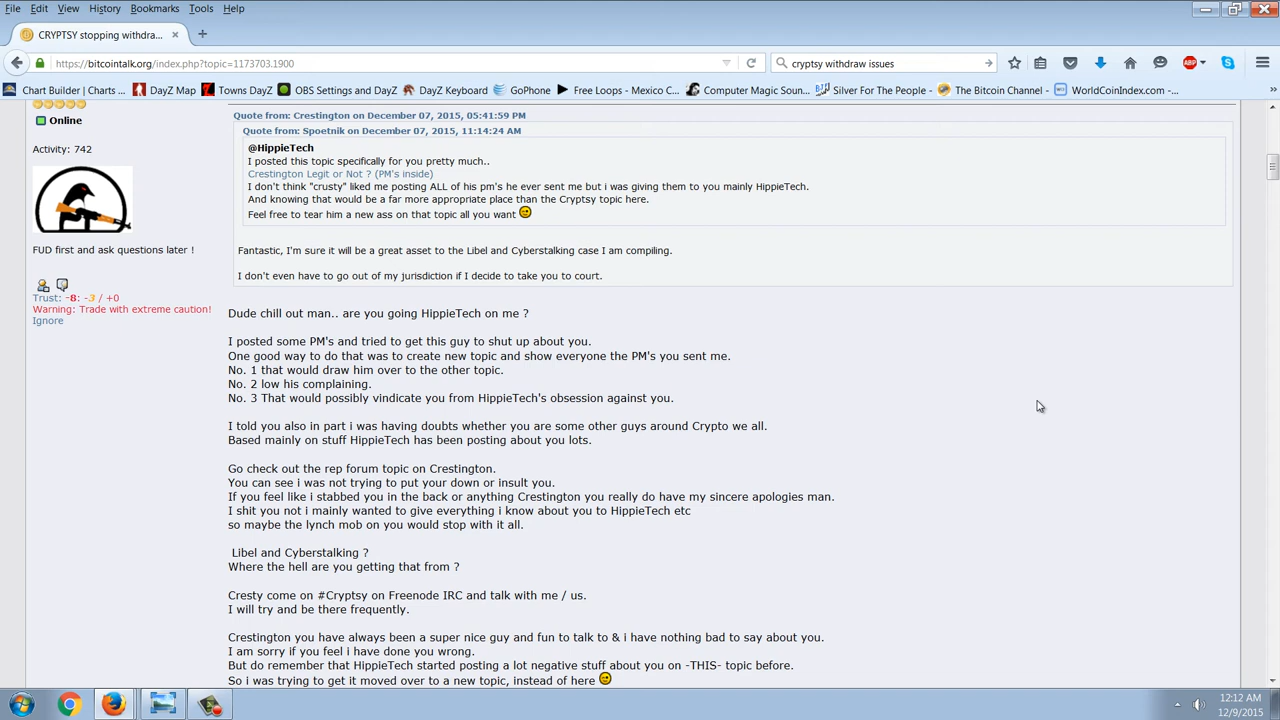 File Edit View History Bookmarks Tools Help
CRYPTSY stopping withdra...
https://bitcointalk.org/index.php?topic=1173703.1900
cryptsy withdraw issues
Chart Builder | Charts ... DayZ Map Towns DayZ OBS Settings and DayZ DayZ Keyboard GoPhone Free Loops - Mexico C... Computer Magic Soun... Silver For The People - ... The Bitcoin Channel - ... WorldCoinIndex.com -...
Online
Activity: 742
FUD first and ask questions later !
Trust: -8: -3 / +0
Warning: Trade with extreme caution!
Ignore
Quote from: Crestington on December 07, 2015, 05:41:59 PM
Quote from: Spoetnik on December 07, 2015, 11:14:24 AM
@HippieTech
I posted this topic specifically for you pretty much..
Crestington Legit or Not ? (PM's inside)
I don't think "crusty" liked me posting ALL of his pm's he ever sent me but i was giving them to you mainly HippieTech.
And knowing that would be a far more appropriate place than the Cryptsy topic here.
Feel free to tear him a new ass on that topic all you want
Fantastic, I'm sure it will be a great asset to the Libel and Cyberstalking case I am compiling.
I don't even have to go out of my jurisdiction if I decide to take you to court.
Dude chill out man.. are you going HippieTech on me ?
I posted some PM's and tried to get this guy to shut up about you.
One good way to do that was to create new topic and show everyone the PM's you sent me.
No. 1 that would draw him over to the other topic.
No. 2 low his complaining.
No. 3 That would possibly vindicate you from HippieTech's obsession against you.
I told you also in part i was having doubts whether you are some other guys around Crypto we all.
Based mainly on stuff HippieTech has been posting about you lots.
Go check out the rep forum topic on Crestington.
You can see i was not trying to put your down or insult you.
If you feel like i stabbed you in the back or anything Crestington you really do have my sincere apologies man.
I shit you not i mainly wanted to give everything i know about you to HippieTech etc
so maybe the lynch mob on you would stop with it all.
Libel and Cyberstalking ?
Where the hell are you getting that from ?
Cresty come on #Cryptsy on Freenode IRC and talk with me / us.
I will try and be there frequently.
Crestington you have always been a super nice guy and fun to talk to & i have nothing bad to say about you.
I am sorry if you feel i have done you wrong.
But do remember that HippieTech started posting a lot negative stuff about you on -THIS- topic before.
So i was trying to get it moved over to a new topic, instead of here
12:12 AM
12/9/2015